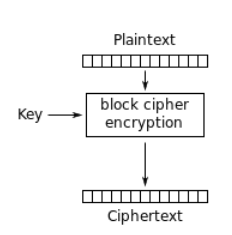 Plaintext
Key
block cipher
encryption
Ciphertext